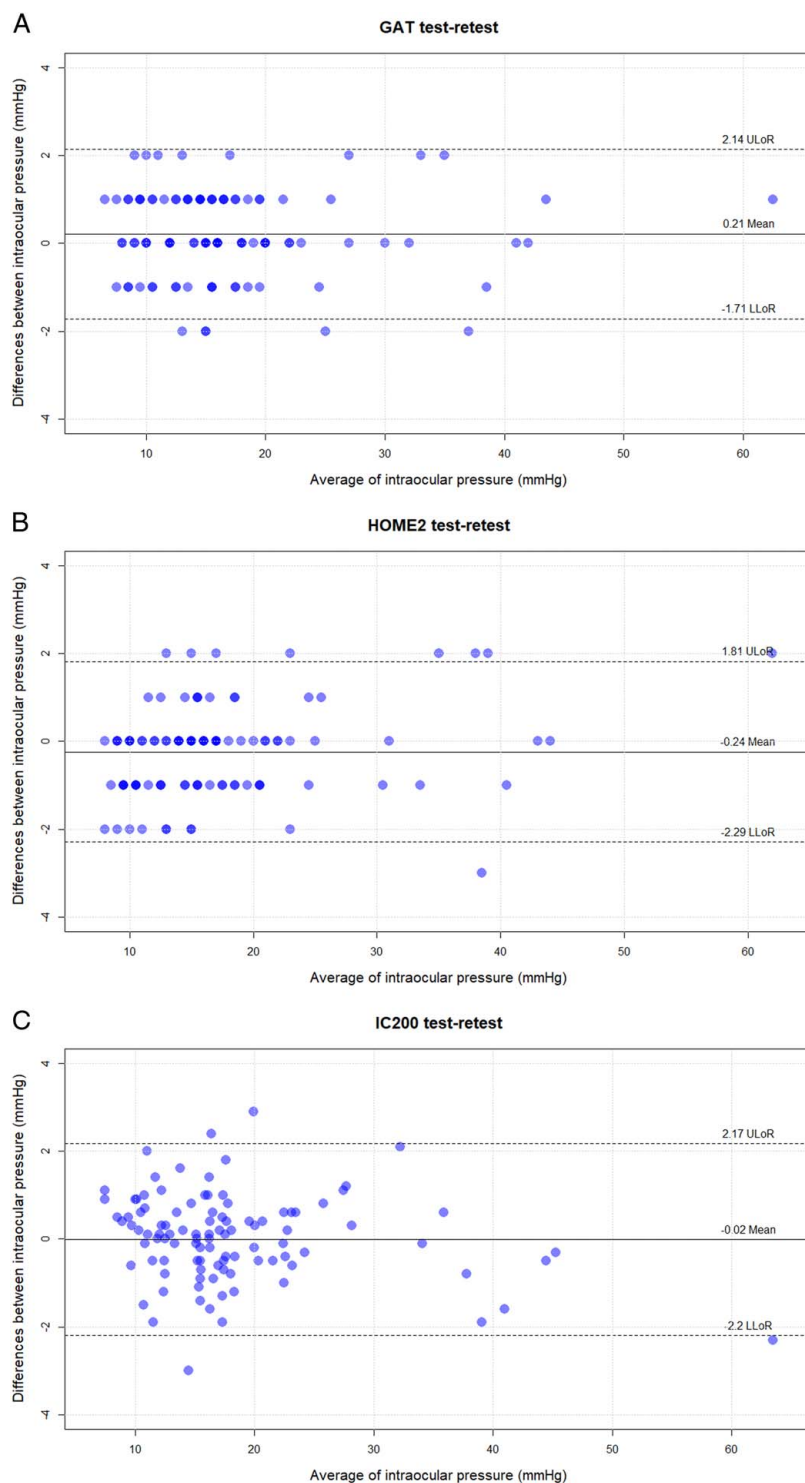 A
GAT test-retest
Differences between intraocular pressure (mmHg)
4
2
0
-2
-4
2.14 ULoR
0.21 Mean
-1.71 LLoR
10 20 30 40 50 60
Average of intraocular pressure (mmHg)
B
HOME2 test-retest
Differences between intraocular pressure (mmHg)
4
2
0
-2
-4
1.81 ULoR
-0.24 Mean
-2.29 LLoR
10 20 30 40 50 60
Average of intraocular pressure (mmHg)
C
IC200 test-retest
Differences between intraocular pressure (mmHg)
4
2
0
-2
-4
2.17 ULoR
-0.02 Mean
-2.2 LLoR
10 20 30 40 50 60
Average of intraocular pressure (mmHg)